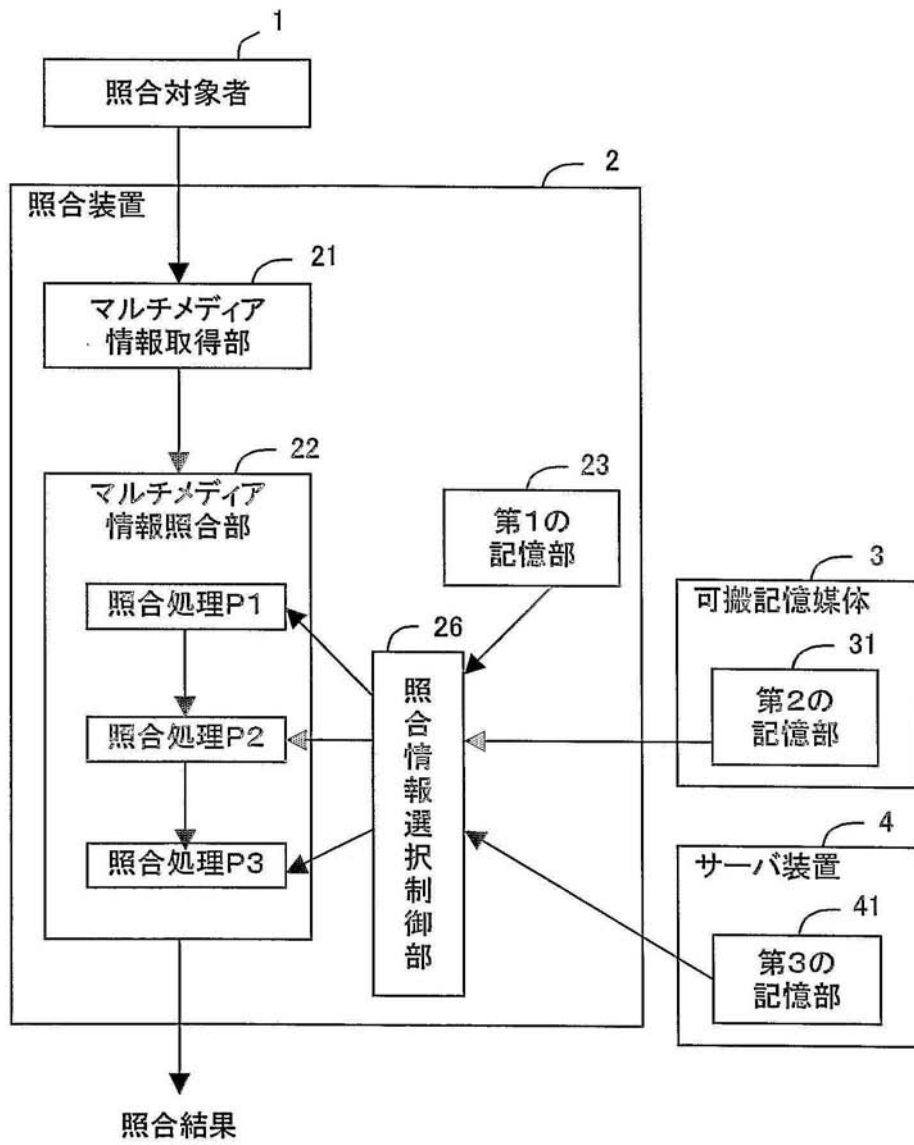 1
照合対象者
2
照合装置
21
マルチメディア
情報取得部
22
マルチメディア
情報照合部
照合処理P1
照合処理P2
照合処理P3
23
第1の
記憶部
26
照合情報選択制御部
3
可搬記憶媒体
31
第2の
記憶部
4
サーバ装置
41
第3の
記憶部
照合結果